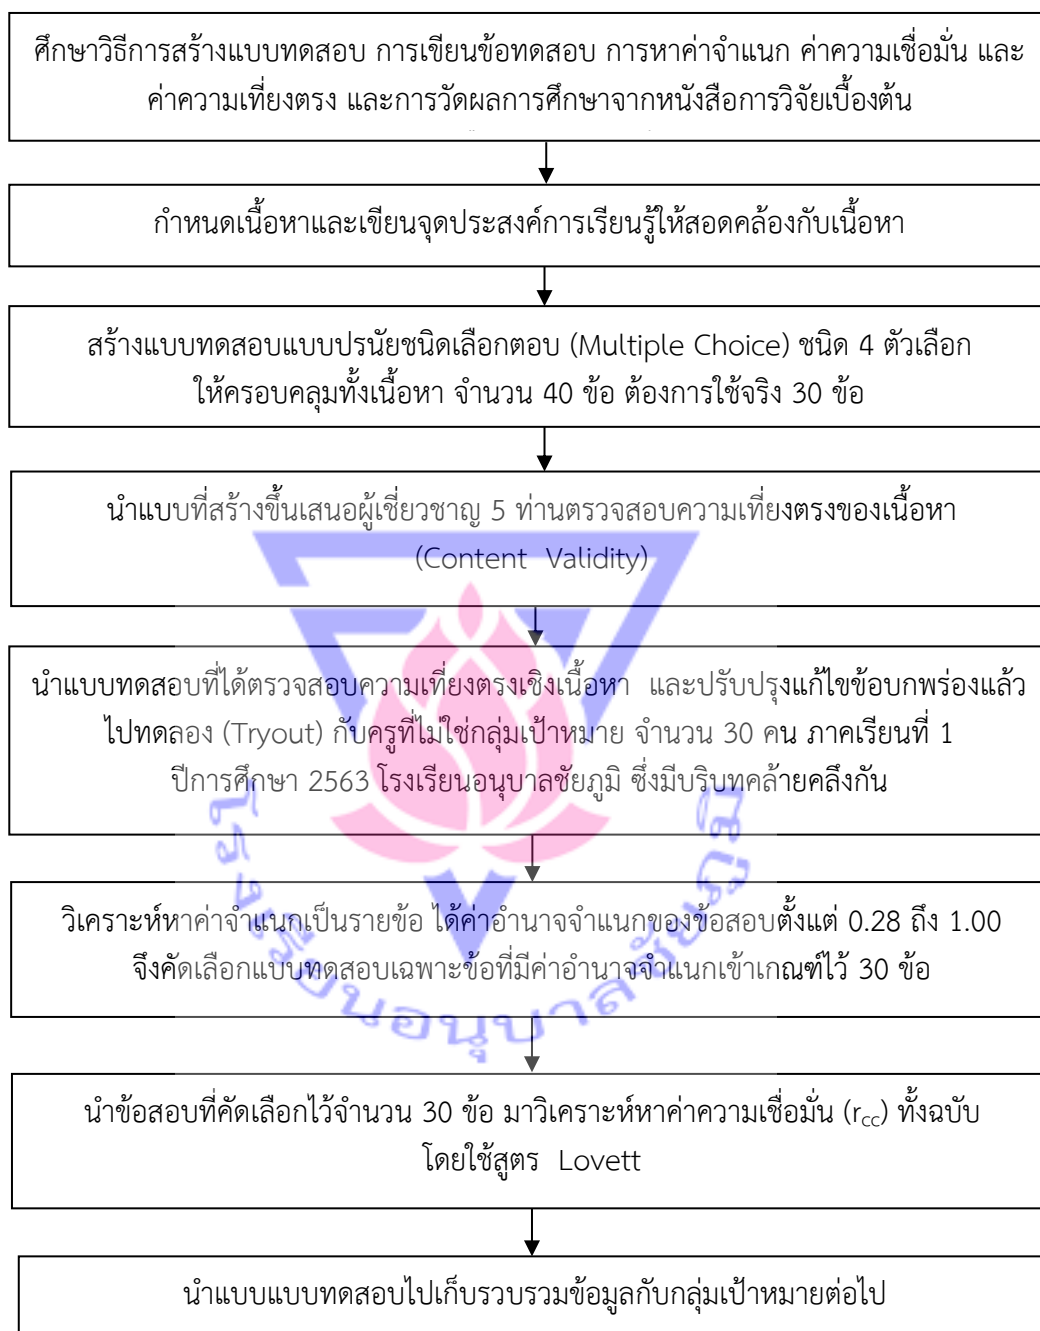 ศึกษาวิธีการสร้างแบบทดสอบ การเขียนข้อทดสอบ การหาค่าจำแนก ค่าความเชื่อมั่น และ
ค่าความเที่ยงตรง และการวัดผลการศึกษาจากหนังสือการวิจัยเบื้องต้น
กำหนดเนื้อหาและเขียนจุดประสงค์การเรียนรู้ให้สอดคล้องกับเนื้อหา
สร้างแบบทดสอบแบบปรนัยชนิดเลือกตอบ (Multiple Choice) ชนิด 4 ตัวเลือก
ให้ครอบคลุมทั้งเนื้อหา จำนวน 40 ข้อ ต้องการใช้จริง 30 ข้อ
นำแบบที่สร้างขึ้นเสนอผู้เชี่ยวชาญ 5 ท่านตรวจสอบความเที่ยงตรงของเนื้อหา
(Content Validity)
นำแบบทดสอบที่ได้ตรวจสอบความเที่ยงตรงเชิงเนื้อหา และปรับปรุงแก้ไขข้อบกพร่องแล้ว
ไปทดลอง (Tryout) กับครูที่ไม่ใช่กลุ่มเป้าหมาย จำนวน 30 คน ภาคเรียนที่ 1
ปีการศึกษา 2563 โรงเรียนอนุบาลชัยภูมิ ซึ่งมีบริบทคล้ายคลึงกัน
วิเคราะห์หาค่าจำแนกเป็นรายข้อ ได้ค่าอำนาจจำแนกของข้อสอบตั้งแต่ 0.28 ถึง 1.00
จึงคัดเลือกแบบทดสอบเฉพาะข้อที่มีค่าอำนาจจำแนกเข้าเกณฑ์ไว้ 30 ข้อ
โรงเรียนอนุบาลชัยภูมิ
นำข้อสอบที่คัดเลือกไว้จำนวน 30 ข้อ มาวิเคราะห์หาค่าความเชื่อมั่น (rcc) ทั้งฉบับ
โดยใช้สูตร Lovett
นำแบบแบบทดสอบไปเก็บรวบรวมข้อมูลกับกลุ่มเป้าหมายต่อไป